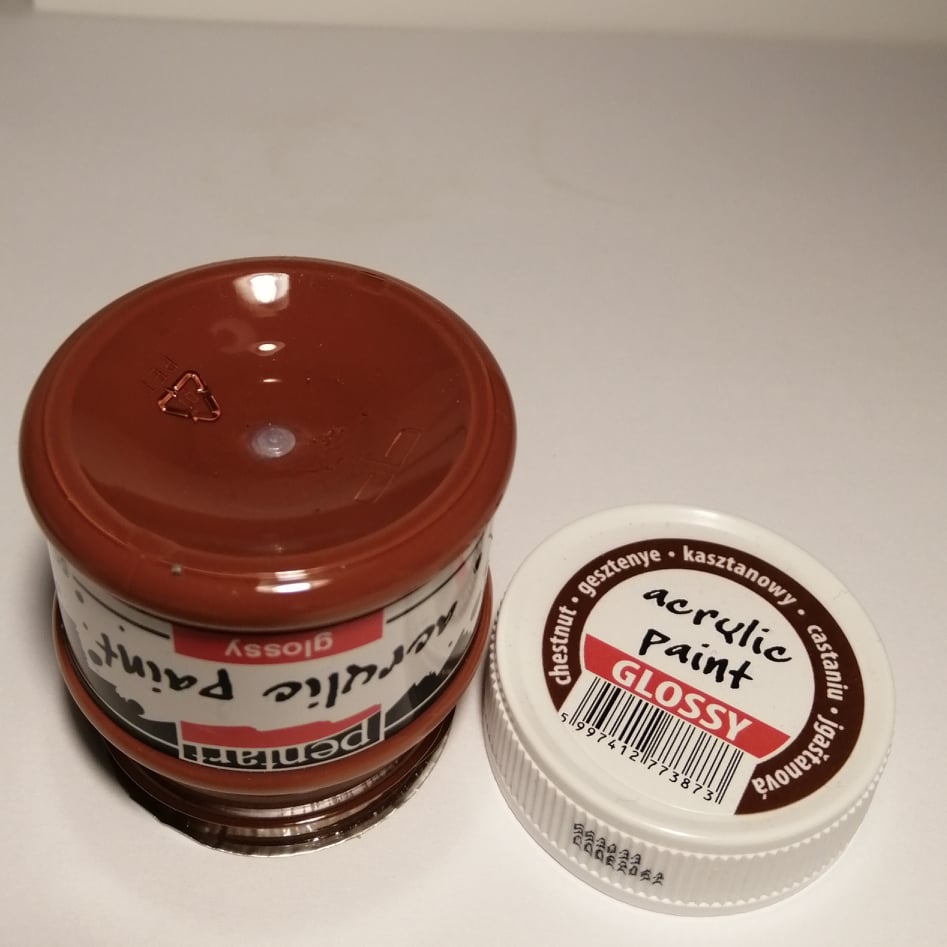 chestnut • gesztenye • kasztanowy • castaniu • jgaštanová
acrylic
Paint
GLOSSY
5 997412 773873
glossy
acrylic Paint
pentart